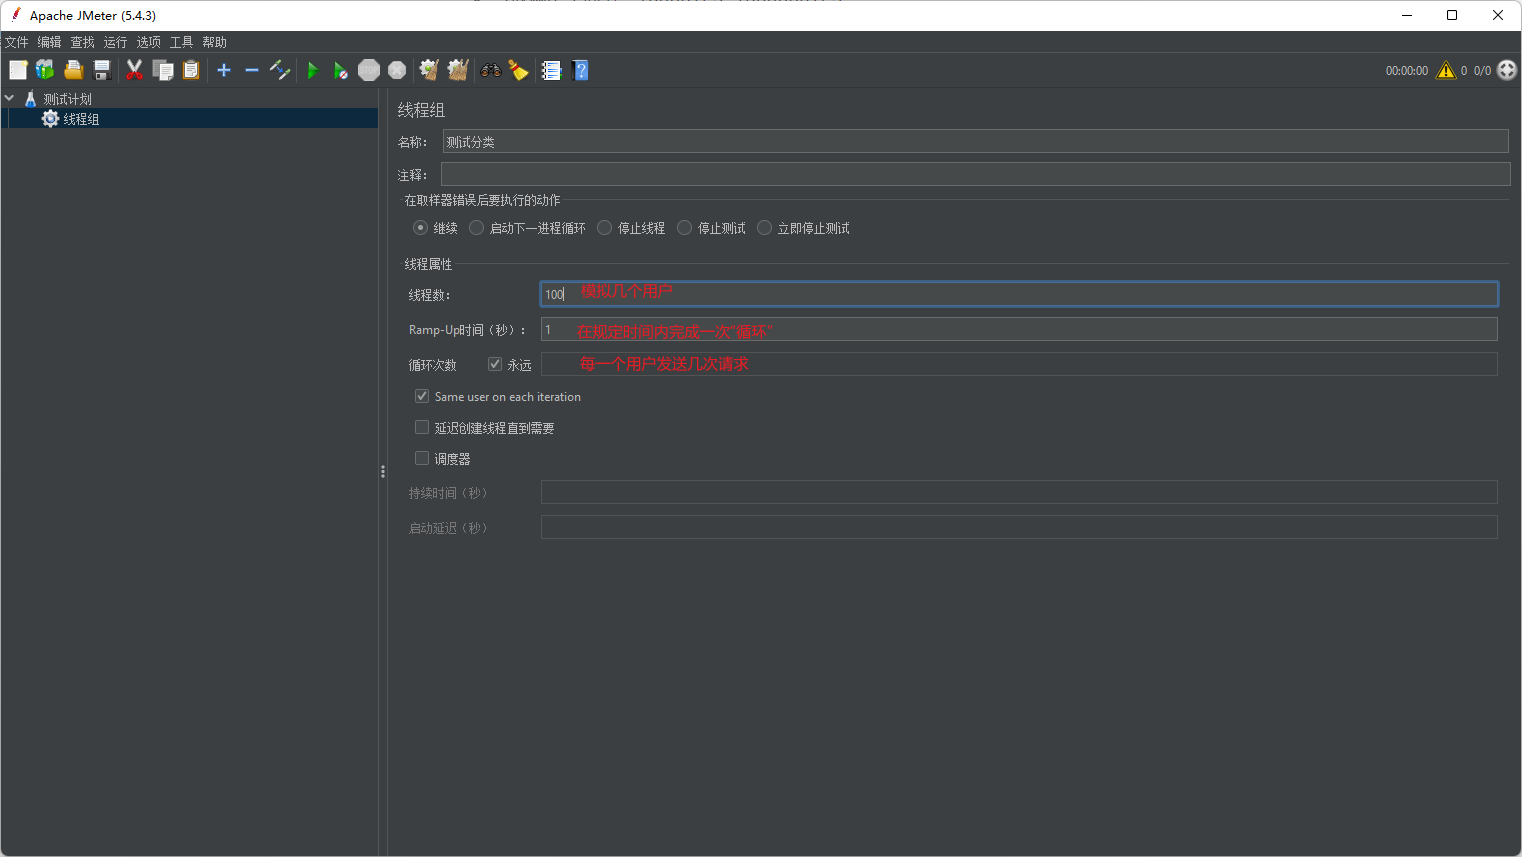 Apache JMeter (5.4.3)
文件 编辑 查找 运行 选项 工具 帮助
STOP
00:00:00 0 0/0
测试计划
线程组
线程组
名称： 测试分类
注释：
在取样器错误后要执行的动作
继续 启动下一进程循环 停止线程 停止测试 立即停止测试
线程属性
线程数： 100 模拟几个用户
Ramp-Up时间（秒）： 1 在规定时间内完成一次"循环"
循环次数 永远 每一个用户发送几次请求
Same user on each iteration
延迟创建线程直到需要
调度器
持续时间（秒）
启动延迟（秒）